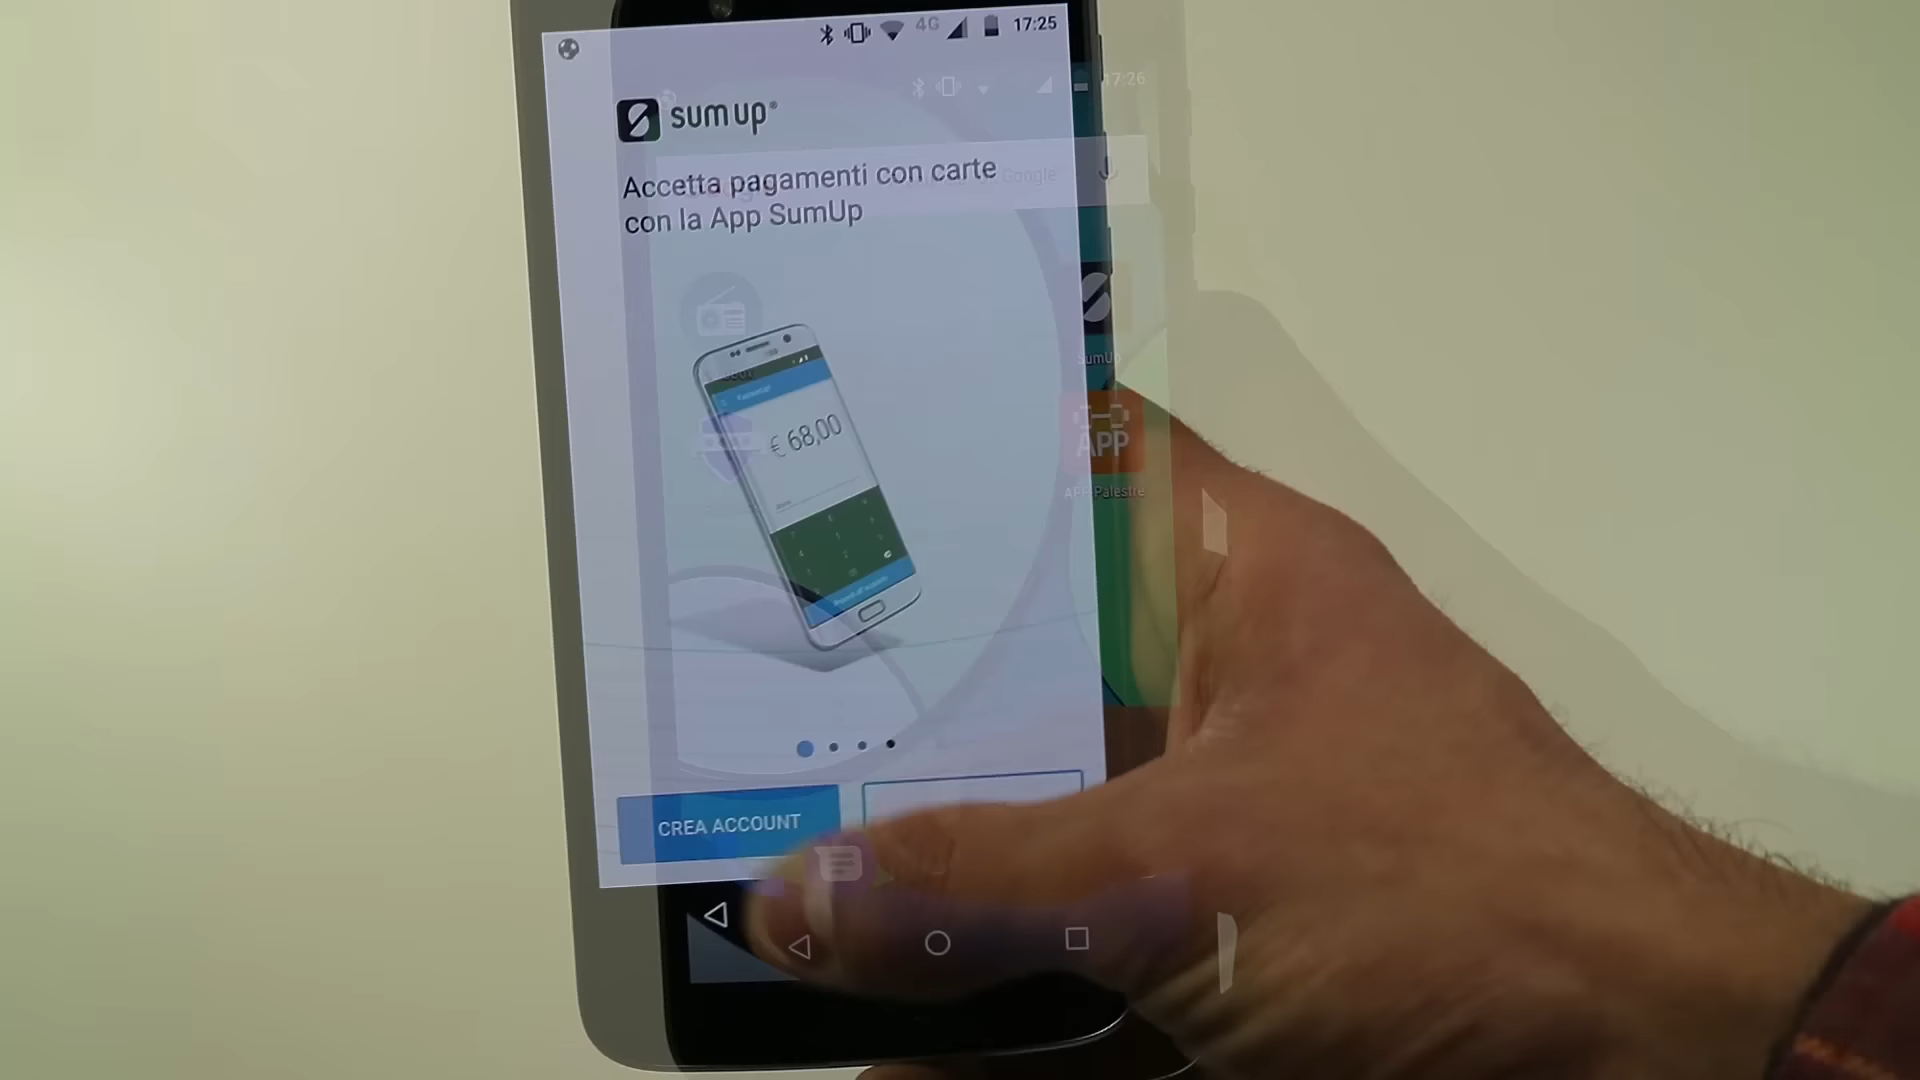 4G 17:25
17:26
sumup®
Accetta pagamenti con carte
con la App SumUp
Google
SumUp
€ 68,00
APP
APP Palestre
CREA ACCOUNT